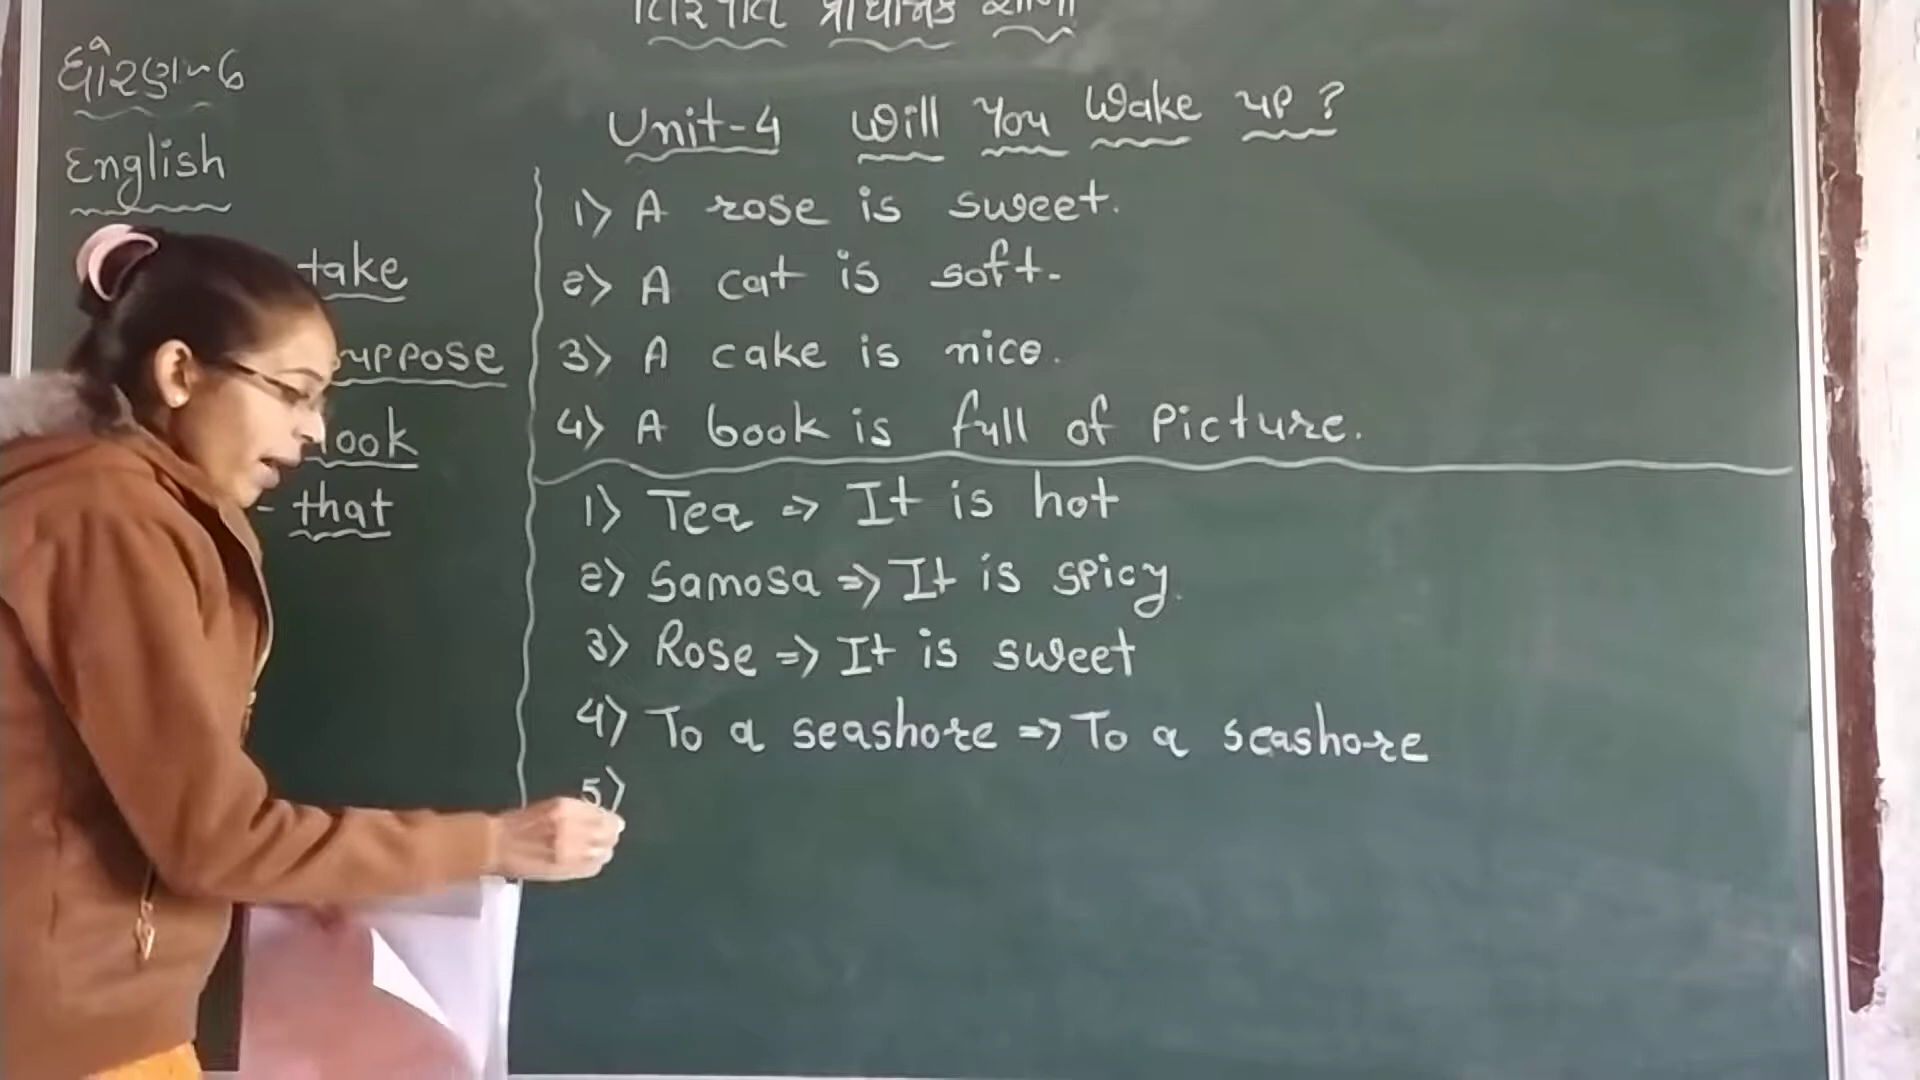 પ્રાથમિક શાળા
ધોરણ-6
English
Unit-4 Will You Wake up?
take
uppose
look
- that
1) A rose is sweet.
2) A cat is soft.
3) A cake is nice.
4) A book is full of Picture.
1) Tea => It is hot
2) Samosa => It is spicy.
3) Rose => It is sweet
4) To a seashore => To a seashore
5)